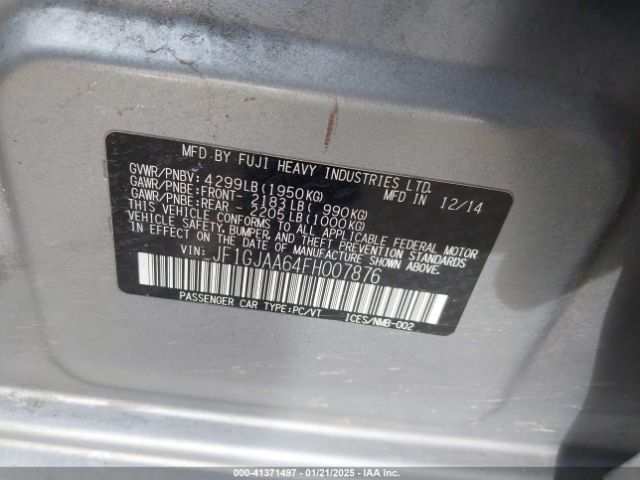 MFD.BY FUJI HEAVY INDUSTRIES LTD.
GVWR/PNBV: 4299LB(1950KG) MFD IN 12/14
GAWR/PNBE:FRONT- 2183LB( 990KG)
GAWR/PNBE:REAR - 2205LB(1000KG)
THIS VEHICLE CONFORMS TO ALL APPLICABLE FEDERAL MOTOR
VEHICLE SAFETY, BUMPER AND THEFT PREVENTION STANDARDS
IN EFFECT ON THE DATE OF MANUFACTURE SHOWN ABOVE.
VIN: JF1GJAA64FH007876
PASSENGER CAR TYPE:PC/VT ICES/NMB-002
000-41371497 - 01/21/2025 - IAA Inc.